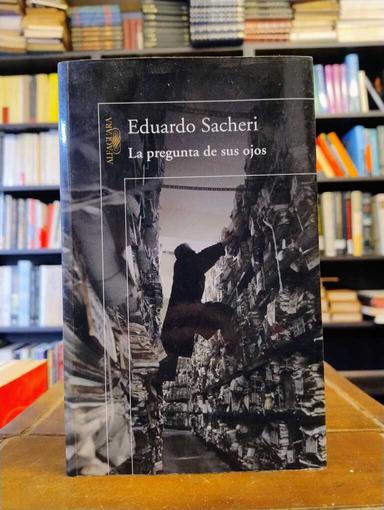 ALFAGUARA
Eduardo Sacheri
La pregunta de sus ojos